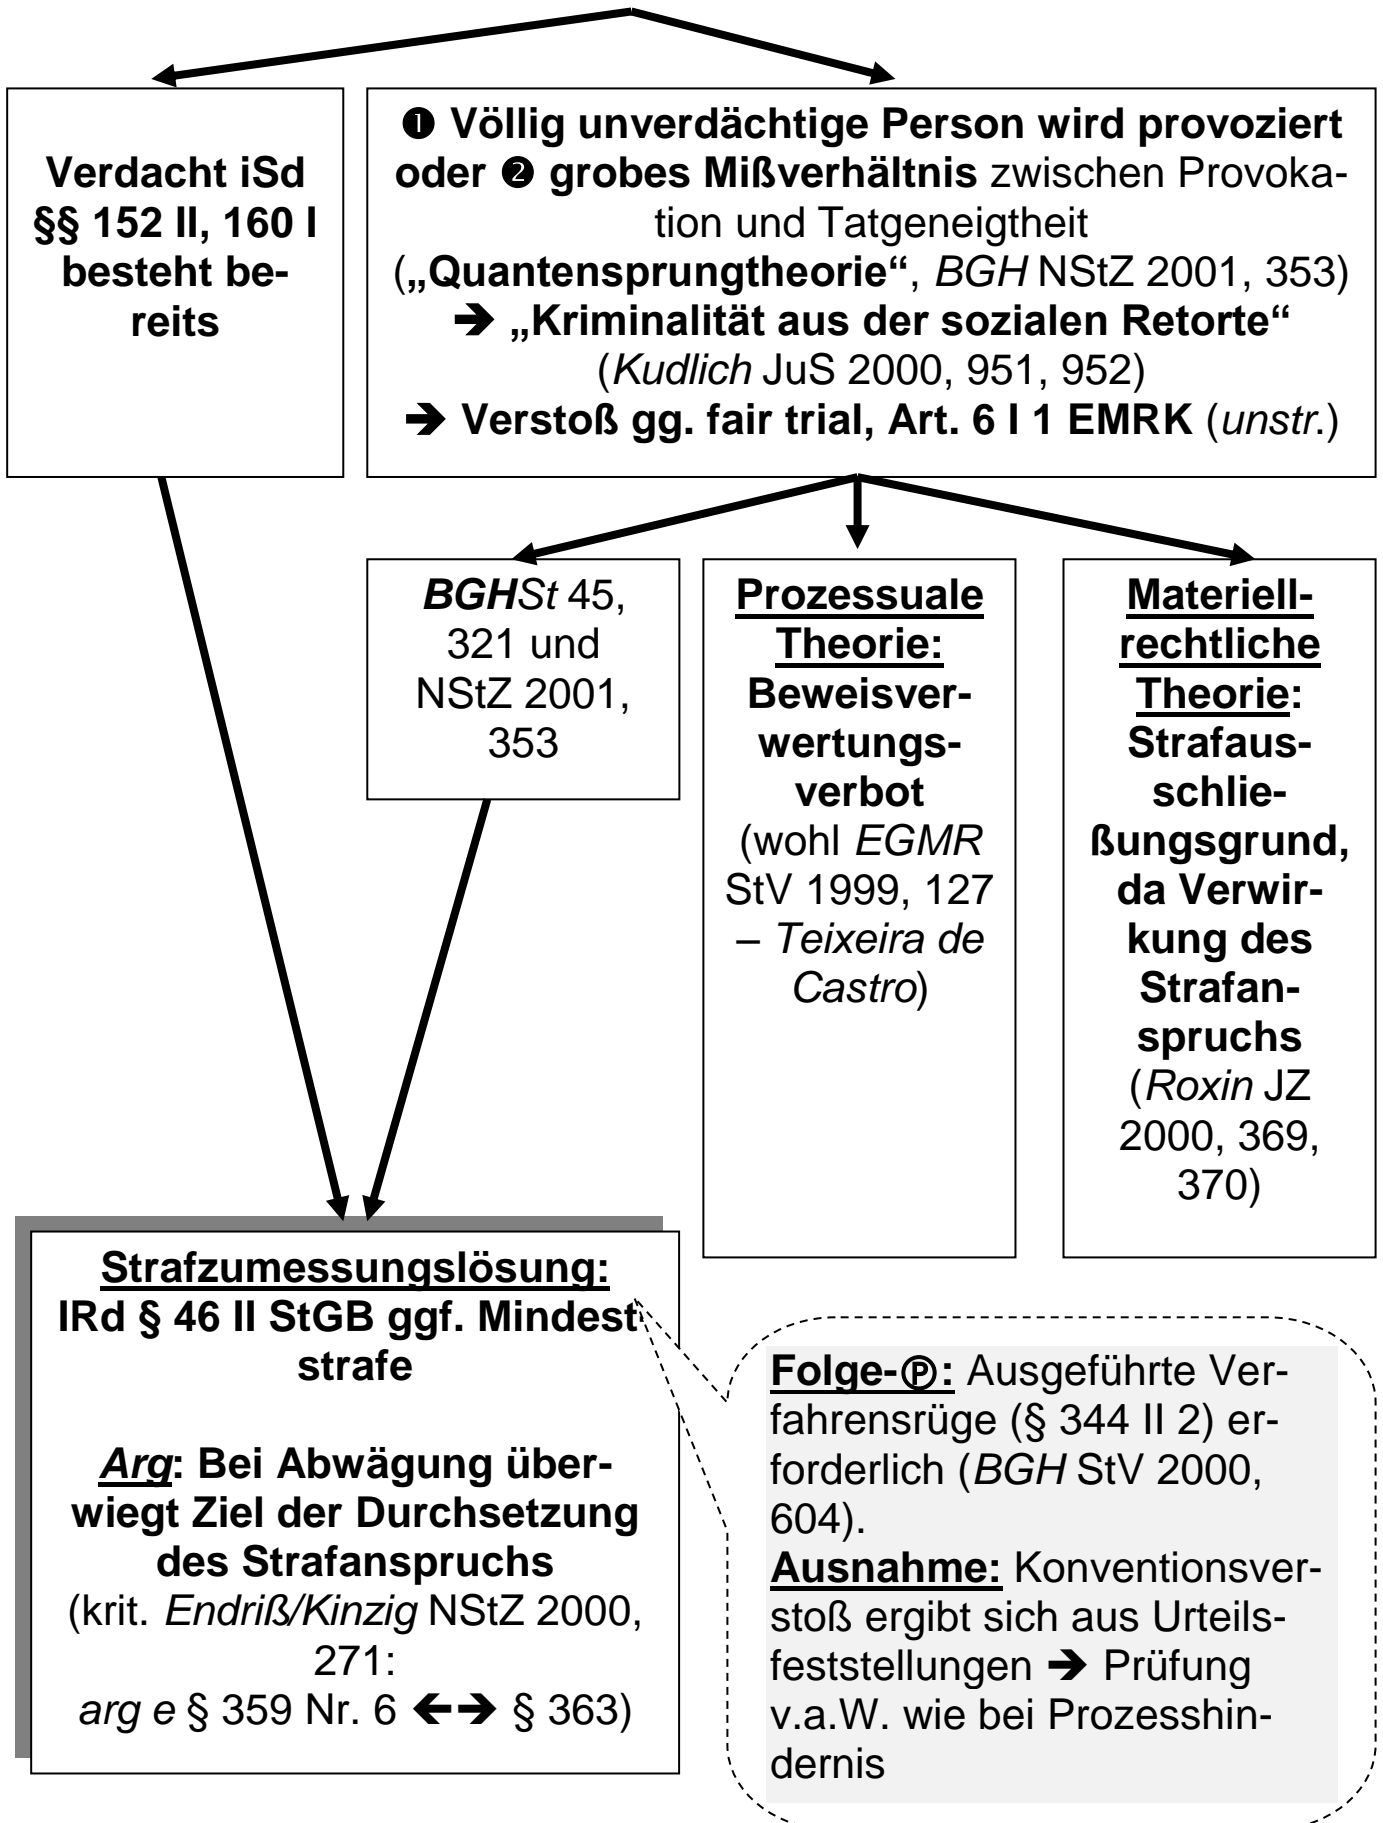 Verdacht iSd
§§ 152 II, 160 I
besteht be-
reits
❶ Völlig unverdächtige Person wird provoziert
oder ❷ grobes Mißverhältnis zwischen Provoka-
tion und Tatgeneigtheit
(„Quantensprungtheorie“, BGH NStZ 2001, 353)
➔ „Kriminalität aus der sozialen Retorte“
(Kudlich JuS 2000, 951, 952)
➔ Verstoß gg. fair trial, Art. 6 I 1 EMRK (unstr.)
BGHSt 45,
321 und
NStZ 2001,
353
Prozessuale
Theorie:
Beweisver-
wertungs-
verbot
(wohl EGMR
StV 1999, 127
– Teixeira de
Castro)
Materiell-
rechtliche
Theorie:
Strafaus-
schlie-
ßungsgrund,
da Verwir-
kung des
Strafan-
spruchs
(Roxin JZ
2000, 369,
370)
Strafzumessungslösung:
IRd § 46 II StGB ggf. Mindest
strafe
Arg: Bei Abwägung über-
wiegt Ziel der Durchsetzung
des Strafanspruchs
(krit. Endriß/Kinzig NStZ 2000,
271:
arg e § 359 Nr. 6 🡨➔ § 363)
Folge-Ⓟ: Ausgeführte Ver-
fahrensrüge (§ 344 II 2) er-
forderlich (BGH StV 2000,
604).
Ausnahme: Konventionsver-
stoß ergibt sich aus Urteils-
feststellungen ➔ Prüfung
v.a.W. wie bei Prozesshin-
dernis